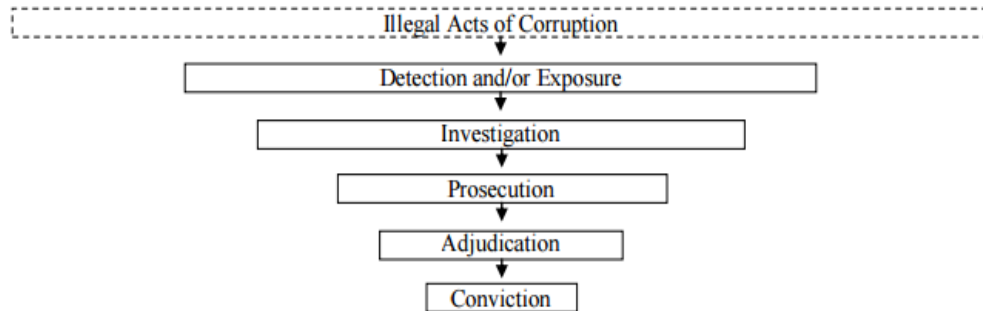 Illegal Acts of Corruption
Detection and/or Exposure
Investigation
Prosecution
Adjudication
Conviction